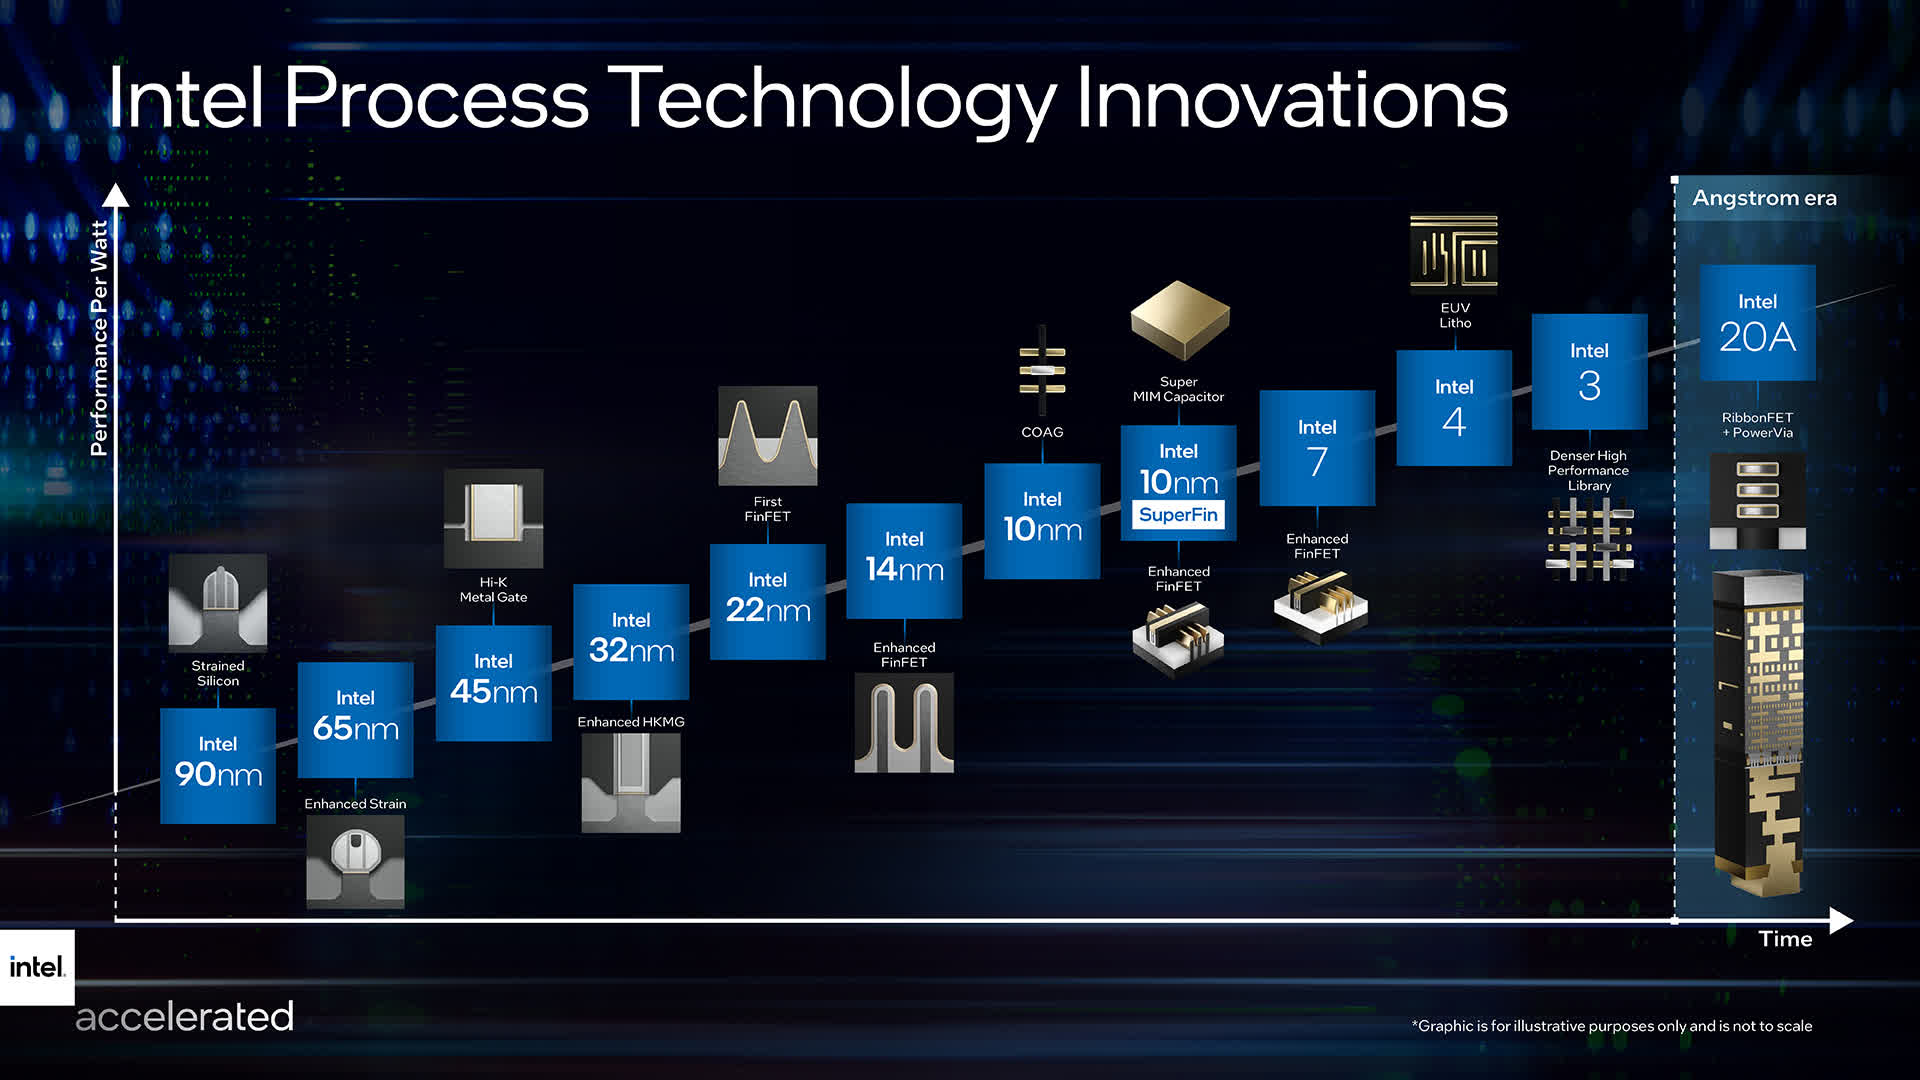 Intel Process Technology Innovations
Performance Per Watt
Strained
Silicon
Intel
90nm
Intel
65nm
Enhanced Strain
Hi-K
Metal Gate
Intel
45nm
Intel
32nm
Enhanced HKMG
First
FinFET
Intel
22nm
Intel
14nm
Enhanced
FinFET
COAG
Intel
10nm
Super
MIM Capacitor
Intel
10nm
SuperFin
Enhanced
FinFET
Intel
7
Enhanced
FinFET
EUV
Litho
Intel
4
Intel
3
Denser High
Performance
Library
Angstrom era
Intel
20A
RibbonFET
+ PowerVia
Time
intel.
accelerated
*Graphic is for illustrative purposes only and is not to scale